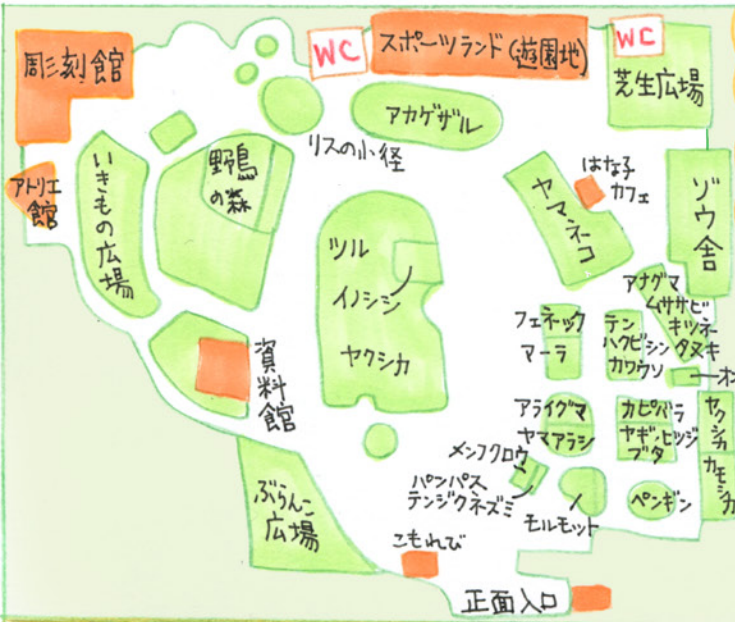 彫刻館
WC
スポーツランド(遊園地)
WC
芝生広場
アカゲザル
リスの小径
野鳥
の森
アトリエ
館
いきもの広場
はな子
カフェ
ヤマネコ
ゾウ舎
ツル
イノシシ
ヤクシカ
アナグマ
ムササビ
キツネ
タヌキ
フェネック
マーラ
テン
ハクビシン
カワウソ
資料館
アライグマ
ヤマアラシ
カピバラ
ヤギ、ヒツジ
ブタ
ヤクシカ
カモシカ
メンフクロウ
パンパス
テンジクネズミ
モルモット
ペンギン
ぶらんこ
広場
こもれび
正面入口